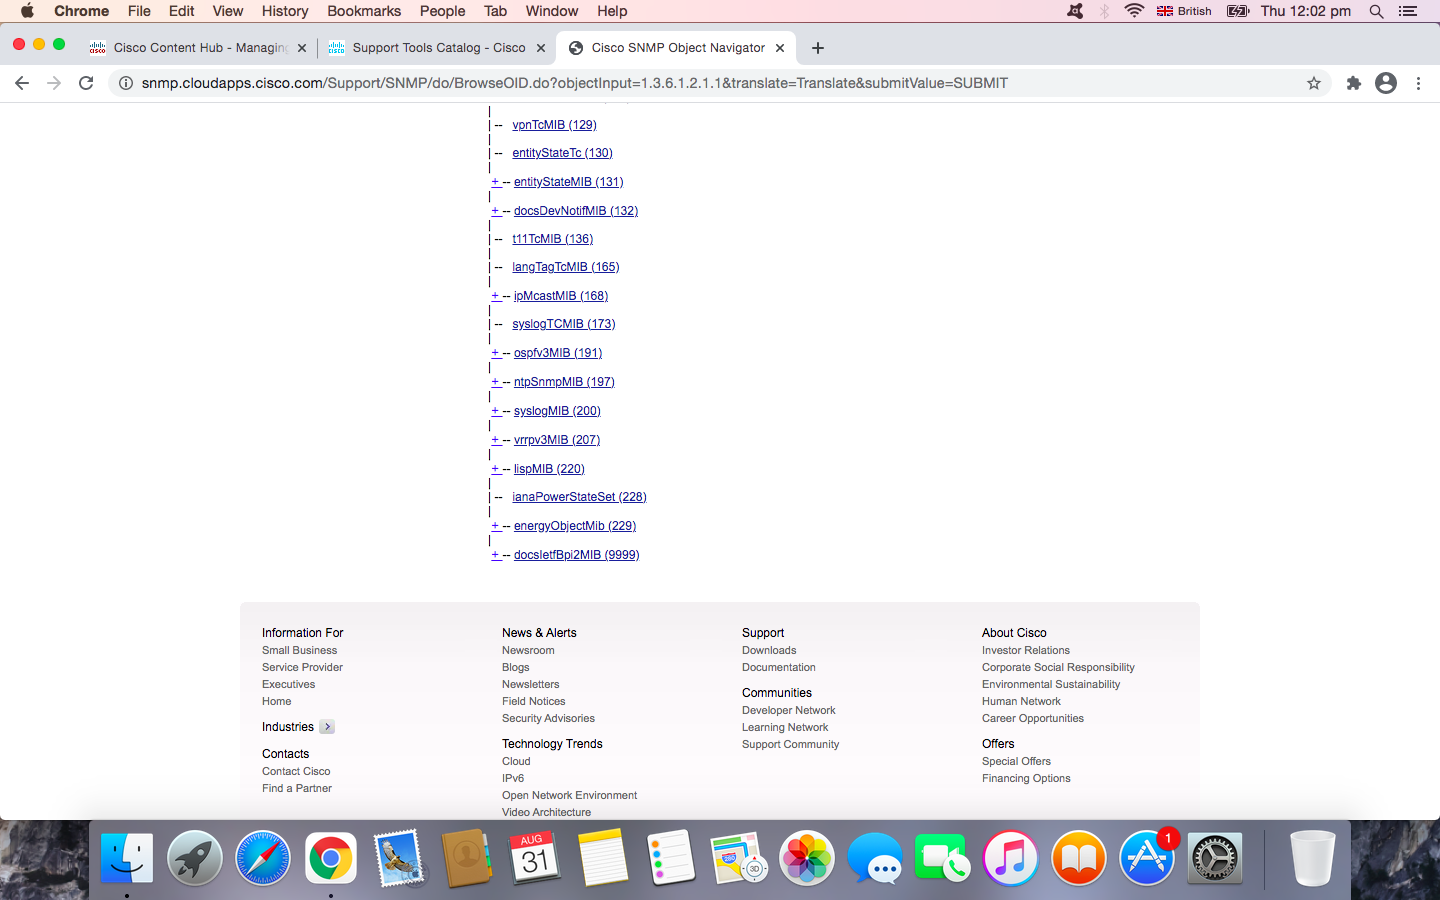 Chrome File Edit View History Bookmarks People Tab Window Help British Thu 12:02 pm
Cisco Content Hub - Managing Support Tools Catalog - Cisco Cisco SNMP Object Navigator
snmp.cloudapps.cisco.com/Support/SNMP/do/BrowseOID.do?objectInput=1.3.6.1.2.1.1&translate=Translate&submitValue=SUBMIT
|
|-- vpnTcMIB (129)
|
|-- entityStateTc (130)
|
+ -- entityStateMIB (131)
|
+ -- docsDevNotifMIB (132)
|
|-- t11TcMIB (136)
|
|-- langTagTcMIB (165)
|
+ -- ipMcastMIB (168)
|
|-- syslogTCMIB (173)
|
+ -- ospfv3MIB (191)
|
+ -- ntpSnmpMIB (197)
|
+ -- syslogMIB (200)
|
+ -- vrrpv3MIB (207)
|
+ -- lispMIB (220)
|
|-- ianaPowerStateSet (228)
|
+ -- energyObjectMib (229)
|
+ -- docsIetfBpi2MIB (9999)
Information For
Small Business
Service Provider
Executives
Home
Industries >
Contacts
Contact Cisco
Find a Partner
News & Alerts
Newsroom
Blogs
Newsletters
Field Notices
Security Advisories
Technology Trends
Cloud
IPv6
Open Network Environment
Video Architecture
Support
Downloads
Documentation
Communities
Developer Network
Learning Network
Support Community
About Cisco
Investor Relations
Corporate Social Responsibility
Environmental Sustainability
Human Network
Career Opportunities
Offers
Special Offers
Financing Options
AUG
31
280
3D
1